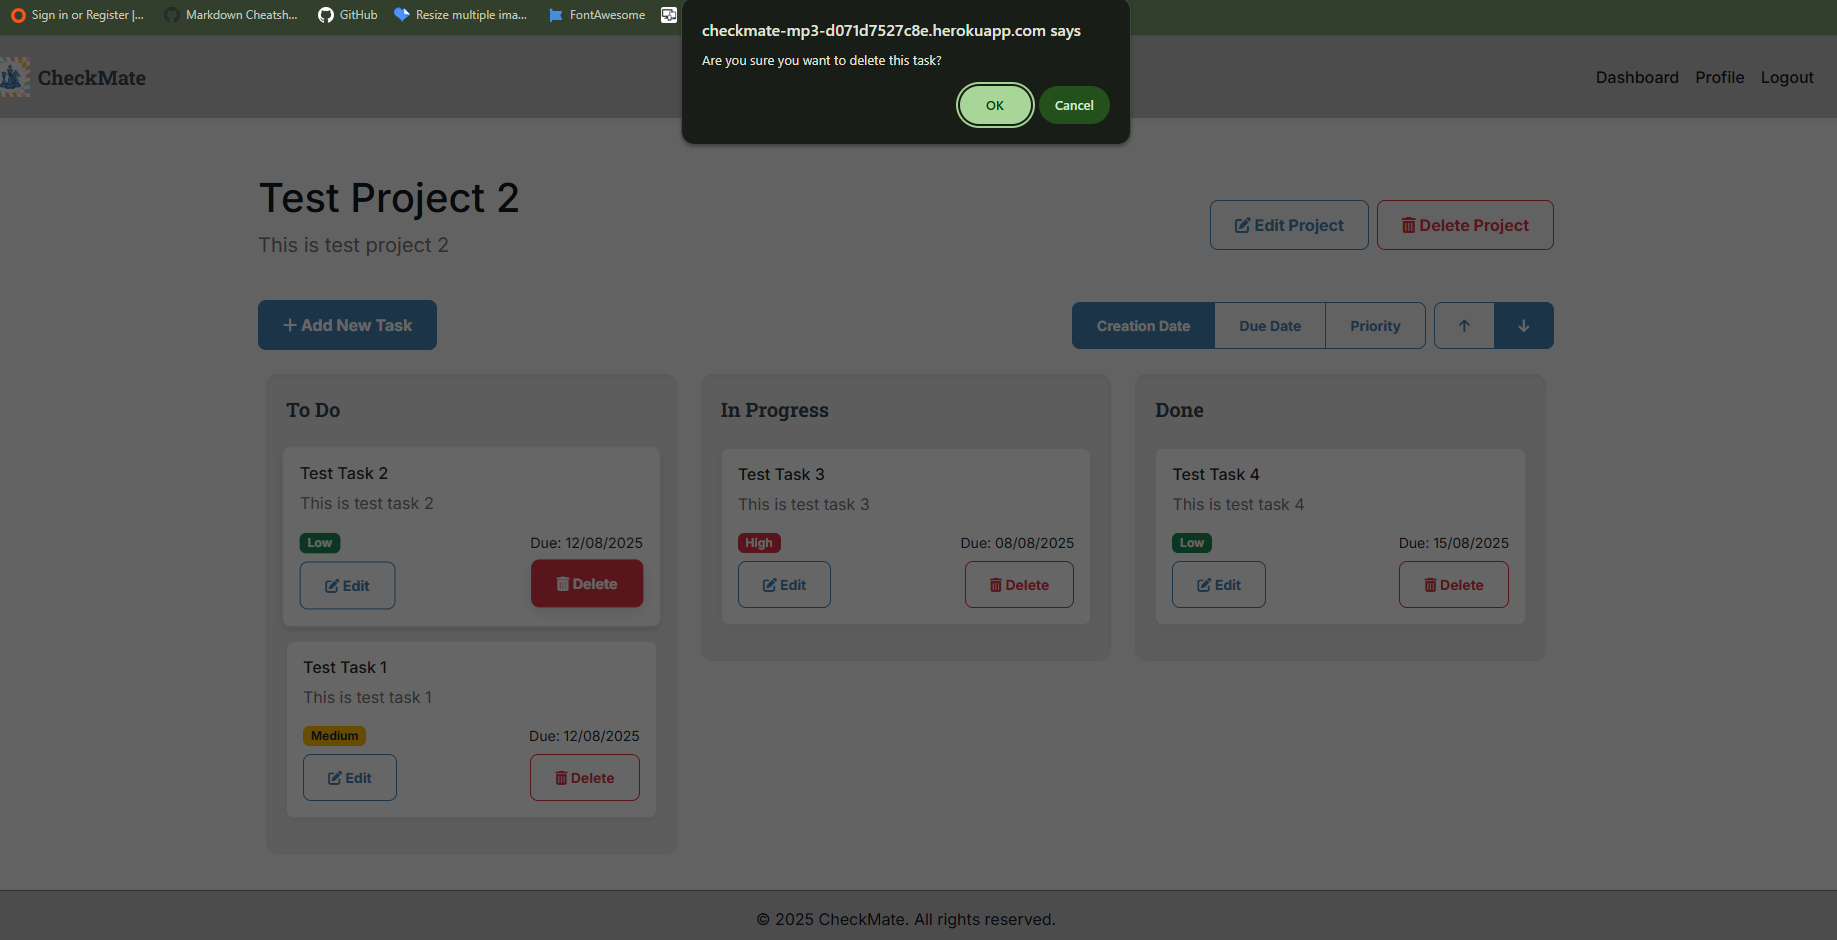 Sign in or Register |... Markdown Cheatsh... GitHub Resize multiple ima... FontAwesome
checkmate-mp3-d071d7527c8e.herokuapp.com says
Are you sure you want to delete this task?
OK Cancel
CheckMate Dashboard Profile Logout
Test Project 2
This is test project 2
Edit Project Delete Project
+ Add New Task
Creation Date Due Date Priority ↑ ↓
To Do
Test Task 2
This is test task 2
Low Due: 12/08/2025
Edit Delete
Test Task 1
This is test task 1
Medium Due: 12/08/2025
Edit Delete
In Progress
Test Task 3
This is test task 3
High Due: 08/08/2025
Edit Delete
Done
Test Task 4
This is test task 4
Low Due: 15/08/2025
Edit Delete
© 2025 CheckMate. All rights reserved.